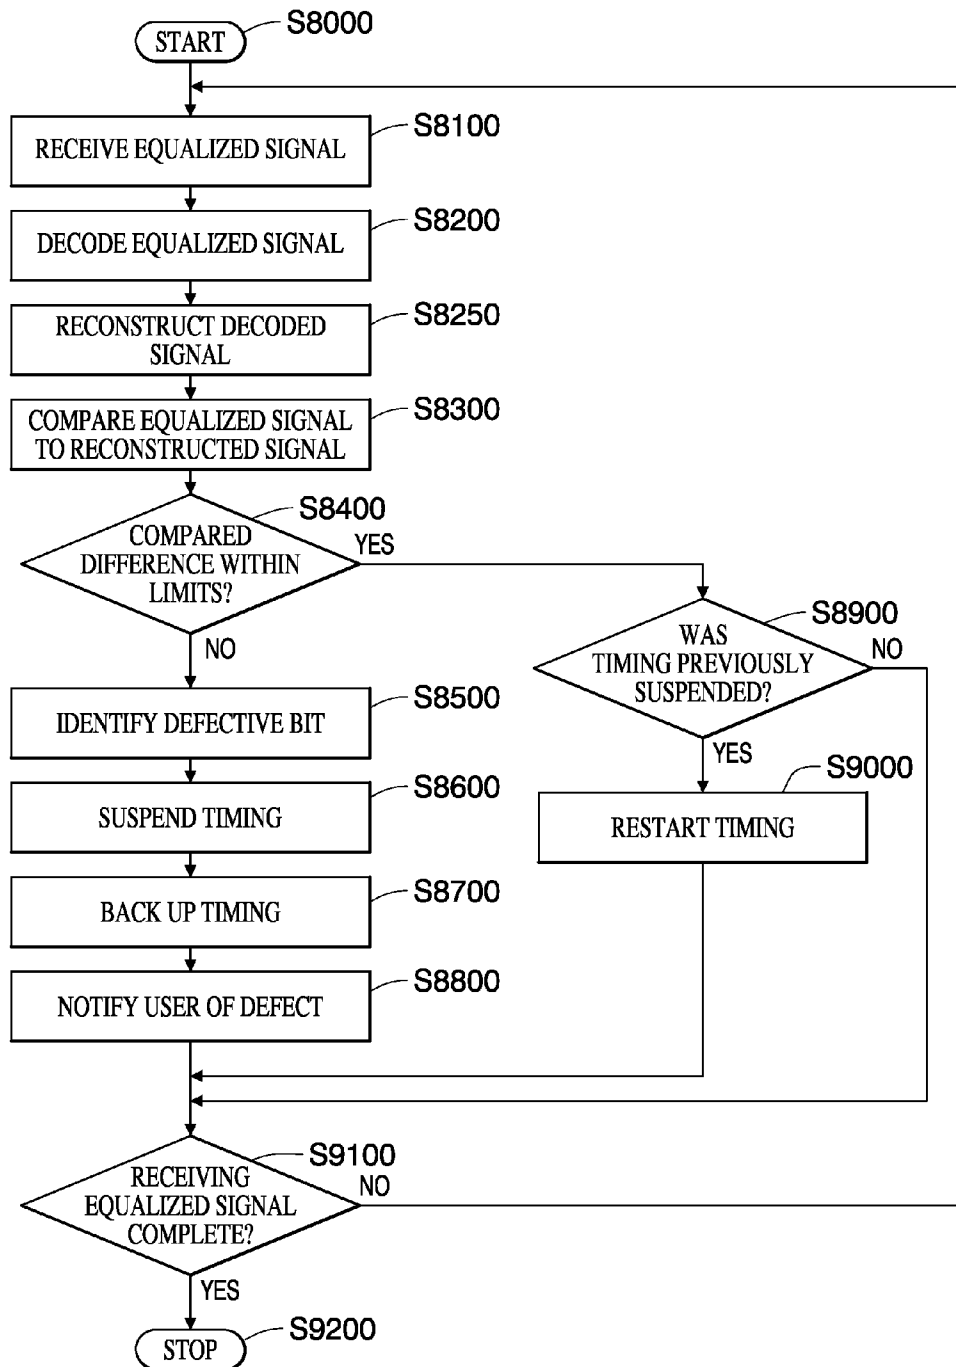 START
S8000
RECEIVE EQUALIZED SIGNAL
S8100
DECODE EQUALIZED SIGNAL
S8200
RECONSTRUCT DECODED
SIGNAL
S8250
COMPARE EQUALIZED SIGNAL
TO RECONSTRUCTED SIGNAL
S8300
COMPARED
DIFFERENCE WITHIN
LIMITS?
S8400
YES
NO
WAS
TIMING PREVIOUSLY
SUSPENDED?
S8900
NO
YES
IDENTIFY DEFECTIVE BIT
S8500
SUSPEND TIMING
S8600
RESTART TIMING
S9000
BACK UP TIMING
S8700
NOTIFY USER OF DEFECT
S8800
RECEIVING
EQUALIZED SIGNAL
COMPLETE?
S9100
NO
YES
STOP
S9200